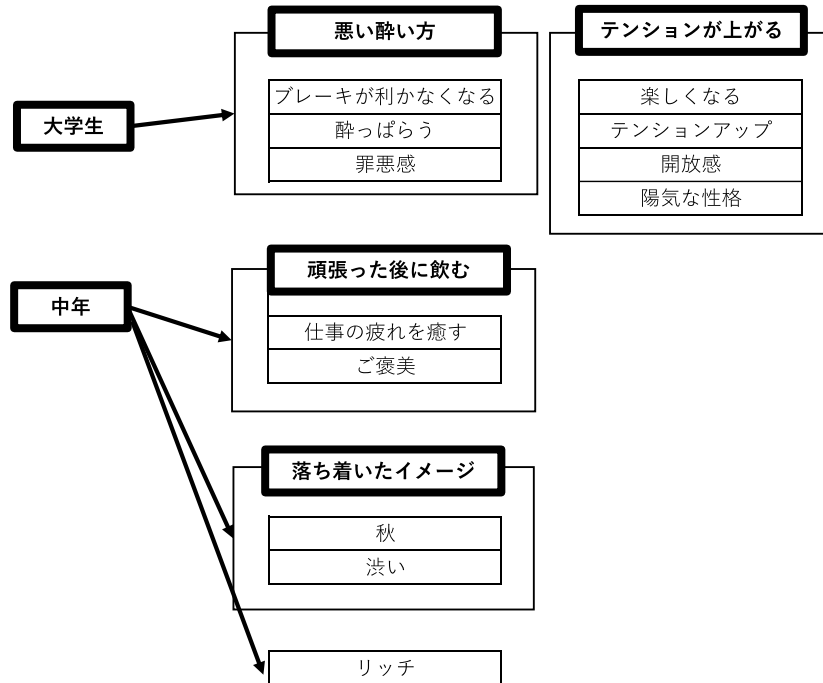 悪い酔い方
テンションが上がる
大学生
ブレーキが利かなくなる
酔っぱらう
罪悪感
楽しくなる
テンションアップ
開放感
陽気な性格
頑張った後に飲む
中年
仕事の疲れを癒す
ご褒美
落ち着いたイメージ
秋
渋い
リッチ